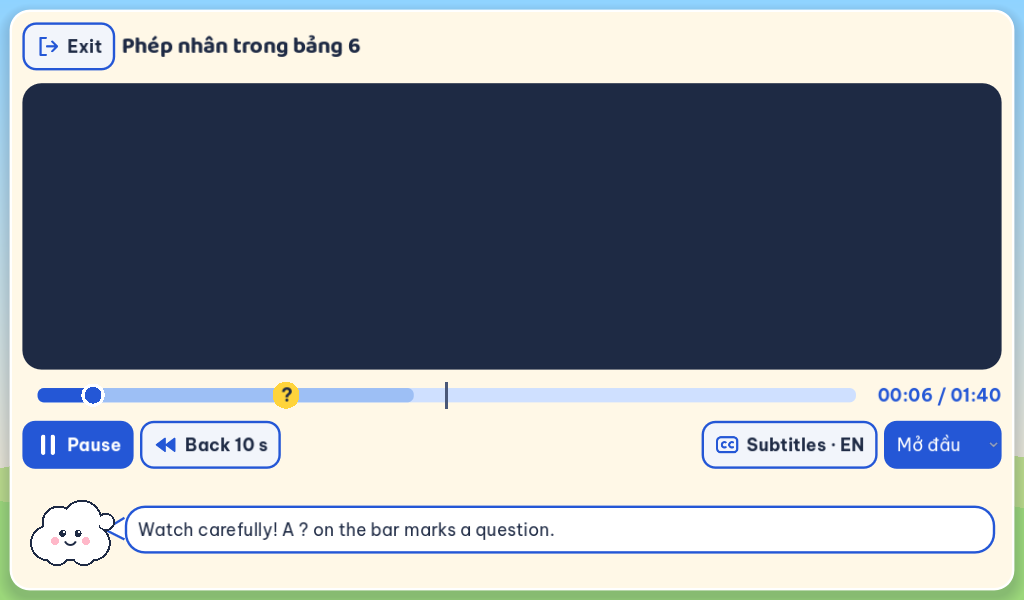 Exit
Phép nhân trong bảng 6
?
00:06 / 01:40
Pause
Back 10 s
CC
Subtitles · EN
Mở đầu
Watch carefully! A ? on the bar marks a question.